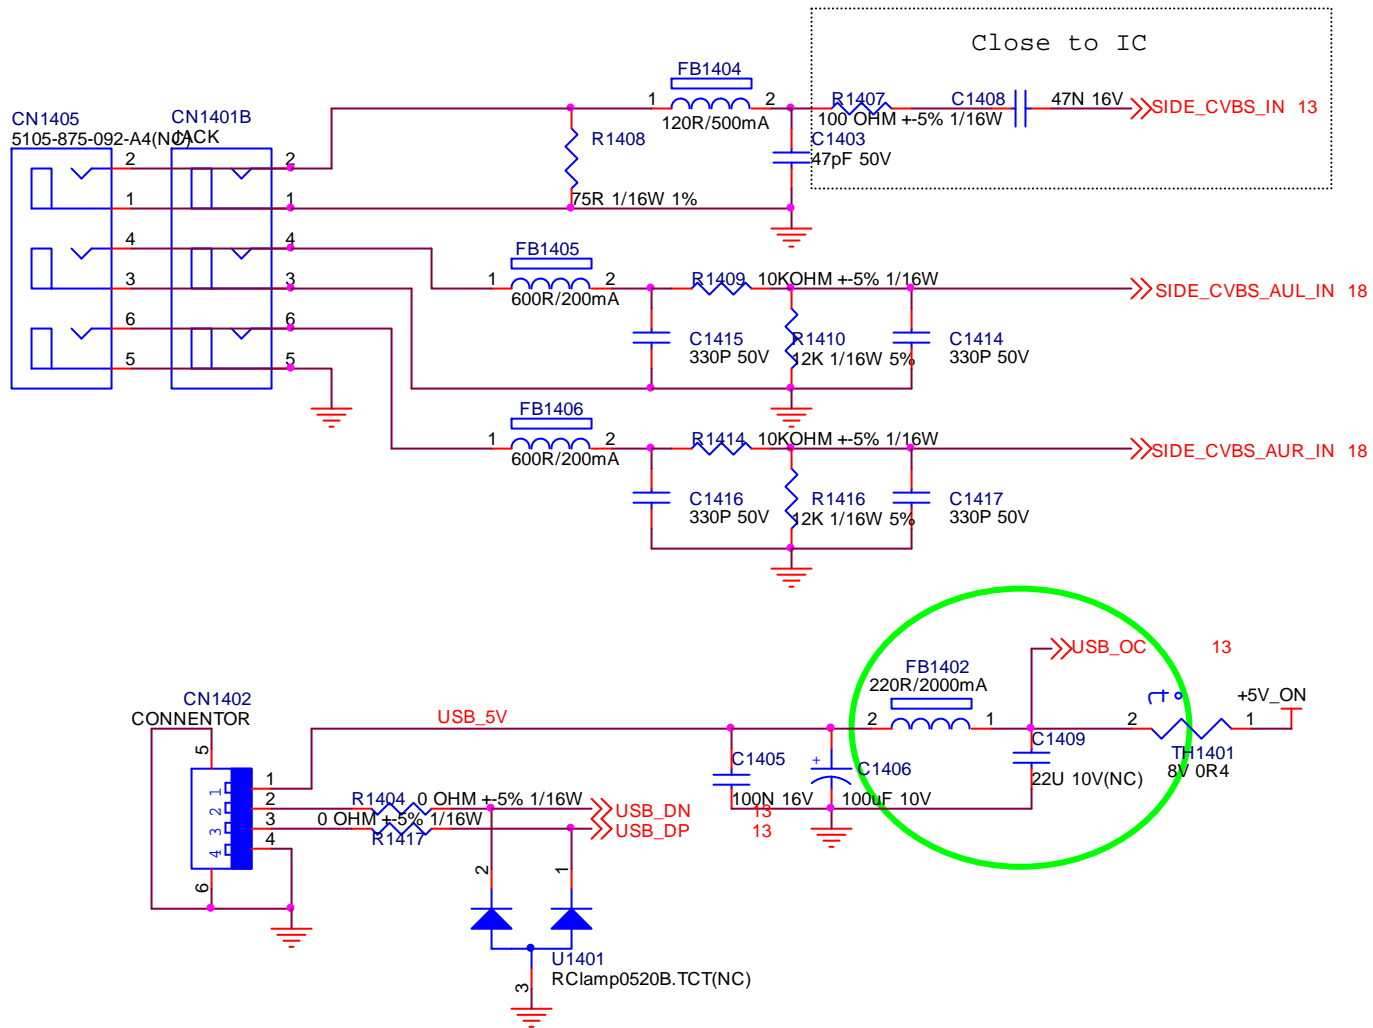 Close to IC
FB1404
1 2
120R/500mA
R1407
100 OHM +-5% 1/16W
C1408
47N 16V
SIDE_CVBS_IN 13
C1403
47pF 50V
CN1405
5105-875-092-A4(NC)
CN1401B
JACK
R1408
75R 1/16W 1%
2 2
1 1
4 4
3 3
6 6
5 5
FB1405
1 2
600R/200mA
R1409 10KOHM +-5% 1/16W
SIDE_CVBS_AUL_IN 18
C1415
330P 50V
R1410
12K 1/16W 5%
C1414
330P 50V
FB1406
1 2
600R/200mA
R1414 10KOHM +-5% 1/16W
SIDE_CVBS_AUR_IN 18
C1416
330P 50V
R1416
12K 1/16W 5%
C1417
330P 50V
USB_OC 13
FB1402
220R/2000mA
2 1
t°
+5V_ON
2 1
TH1401
8V 0R4
C1409
22U 10V(NC)
CN1402
CONNENTOR
USB_5V
C1405
100N 16V
+
C1406
100uF 10V
5
1 1
2 2
3 3
4 4
6
R1404 0 OHM +-5% 1/16W
0 OHM +-5% 1/16W
R1417
USB_DN 13
USB_DP 13
2 1
U1401
RClamp0520B.TCT(NC)
3